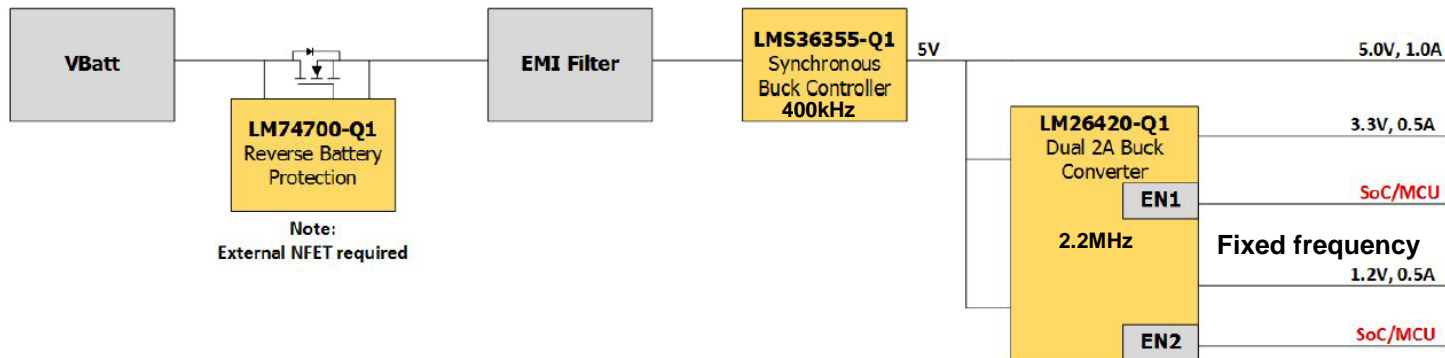 VBatt
LM74700-Q1
Reverse Battery
Protection
Note:
External NFET required
EMI Filter
LMS36355-Q1
Synchronous
Buck Controller
400kHz
5V
5.0V, 1.0A
LM26420-Q1
Dual 2A Buck
Converter
3.3V, 0.5A
EN1
SoC/MCU
2.2MHz
Fixed frequency
1.2V, 0.5A
EN2
SoC/MCU